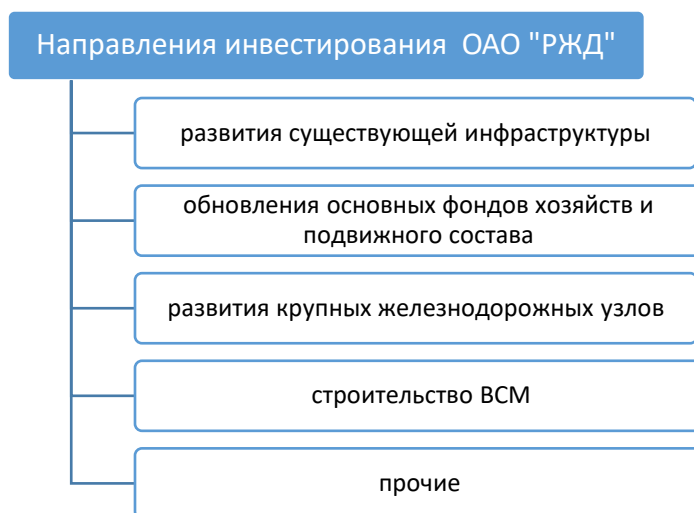 Направления инвестирования ОАО "РЖД"
развития существующей инфраструктуры
обновления основных фондов хозяйств и
подвижного состава
развития крупных железнодорожных узлов
строительство ВСМ
прочие